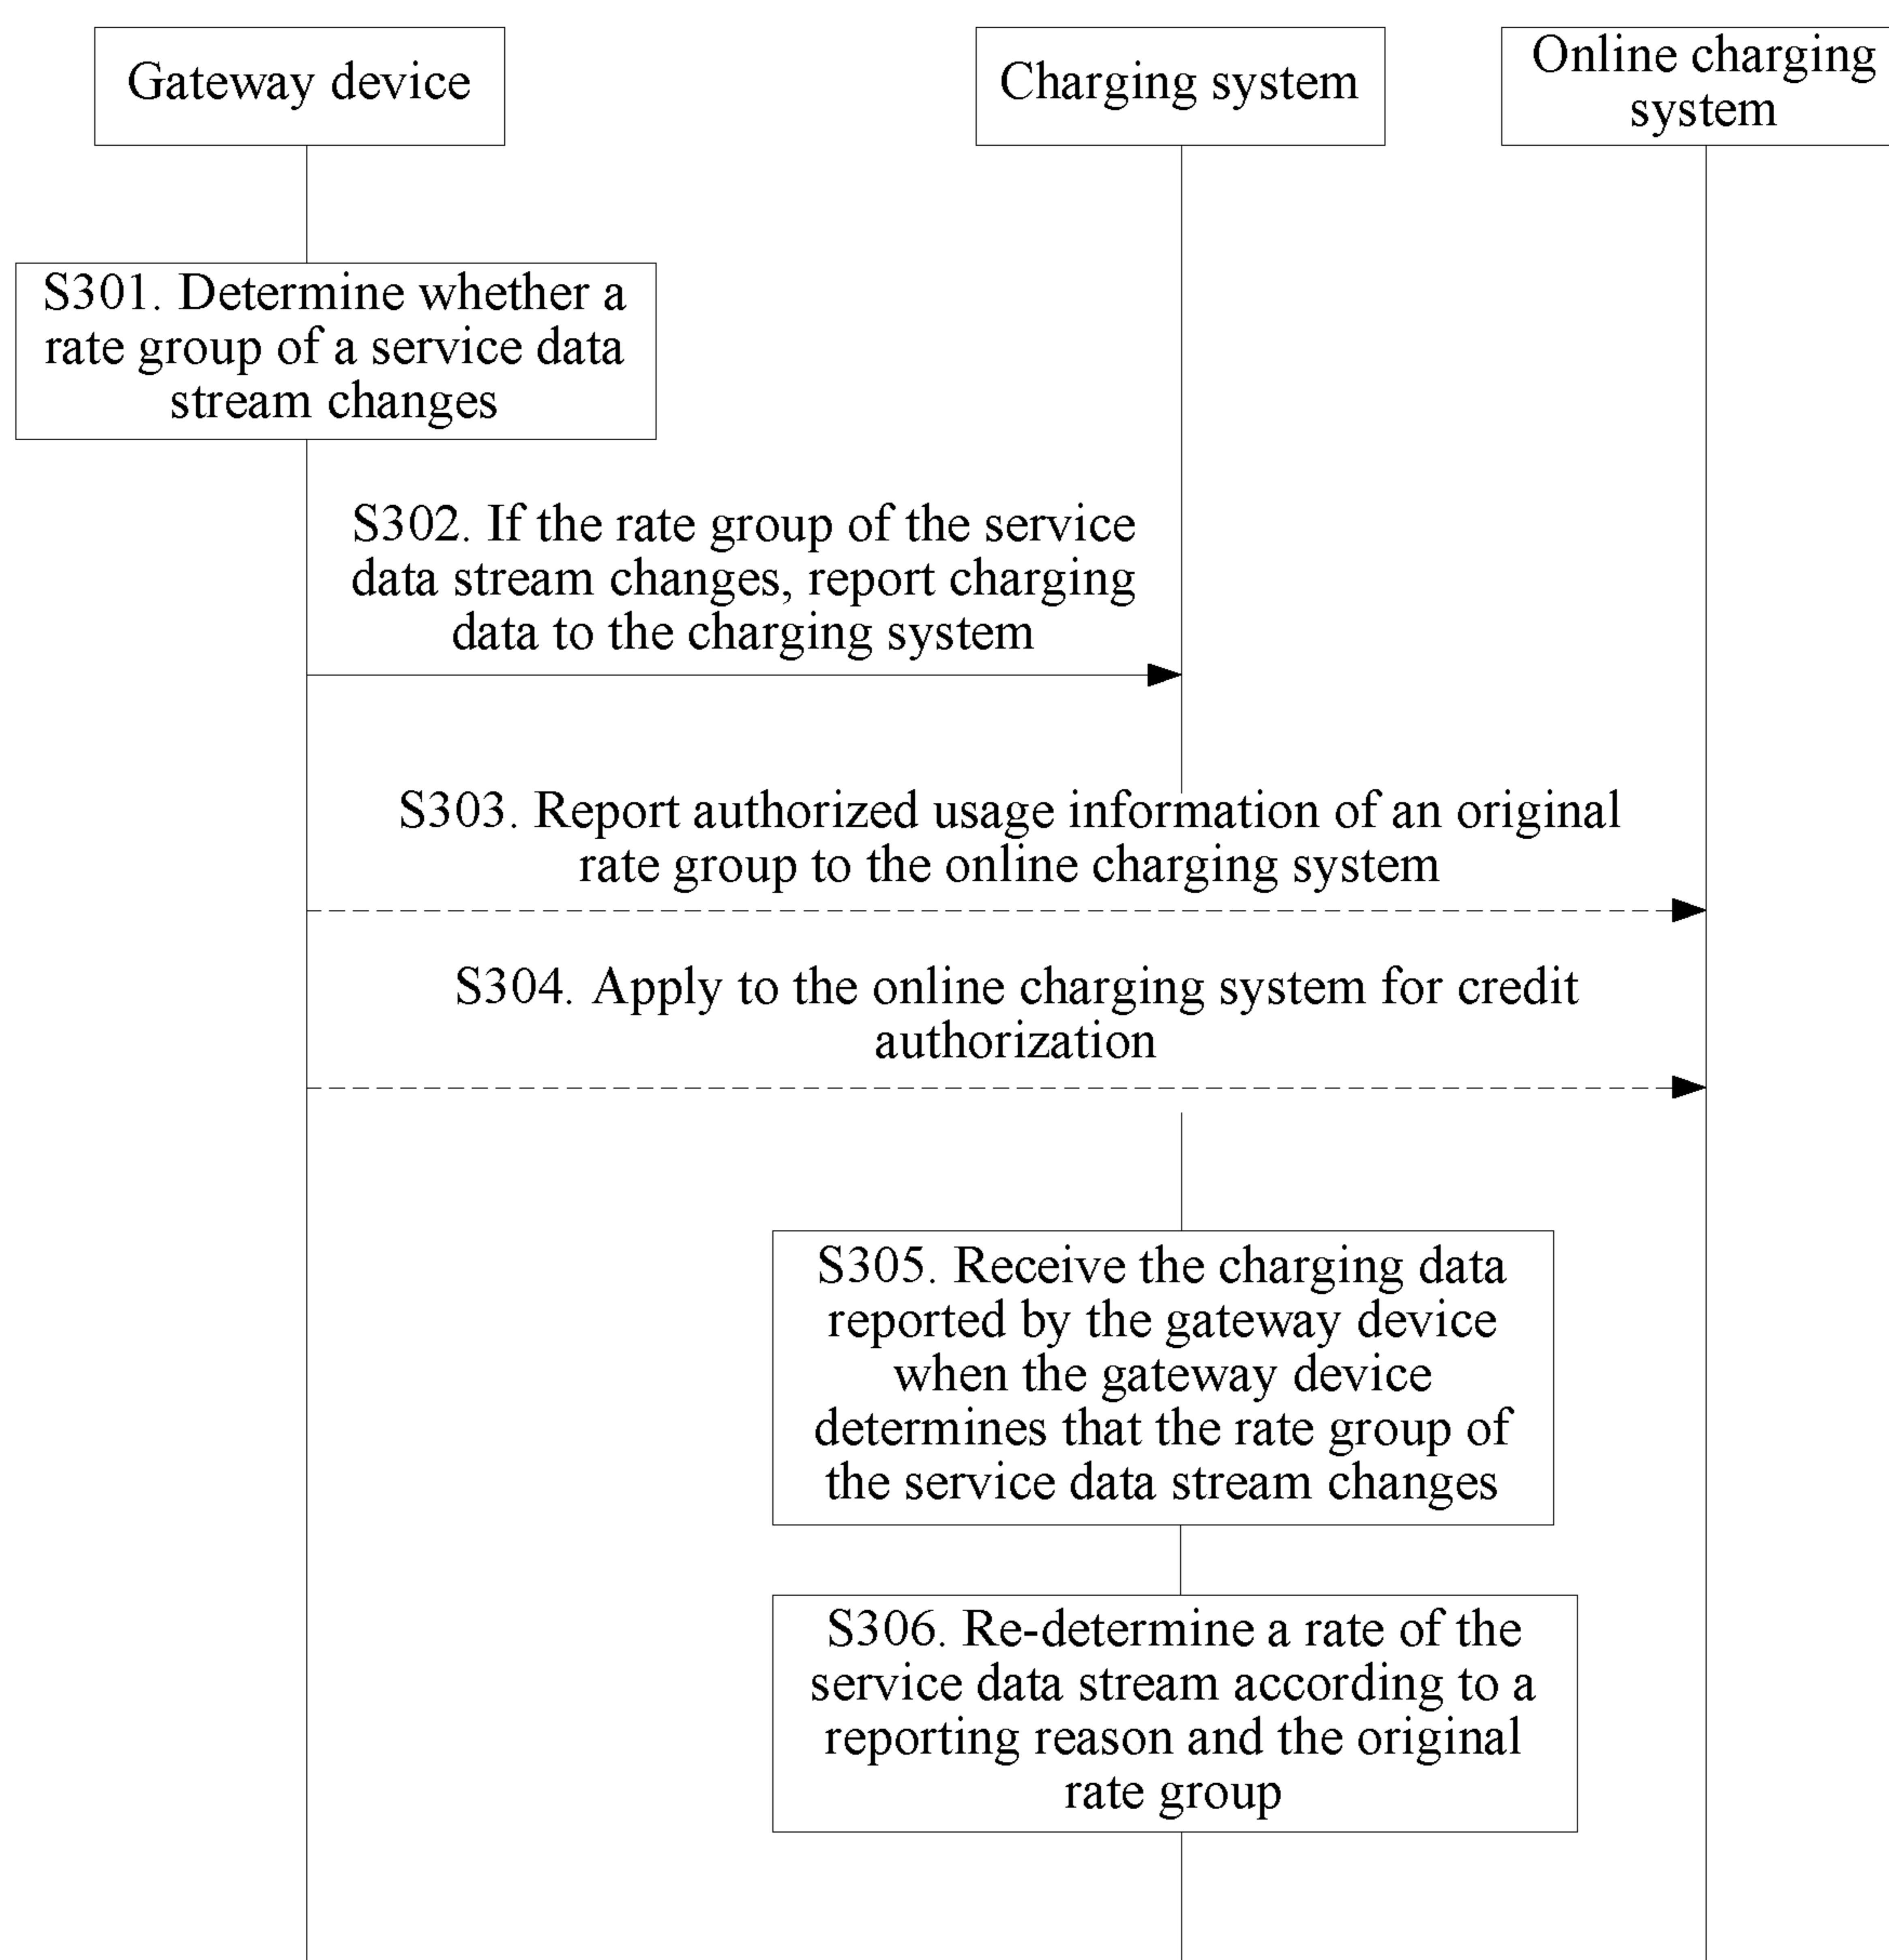 Gateway device
Charging system
Online charging
system
S301. Determine whether a
rate group of a service data
stream changes
S302. If the rate group of the service
data stream changes, report charging
data to the charging system
S303. Report authorized usage information of an original
rate group to the online charging system
S304. Apply to the online charging system for credit
authorization
S305. Receive the charging data
reported by the gateway device
when the gateway device
determines that the rate group of
the service data stream changes
S306. Re-determine a rate of the
service data stream according to a
reporting reason and the original
rate group